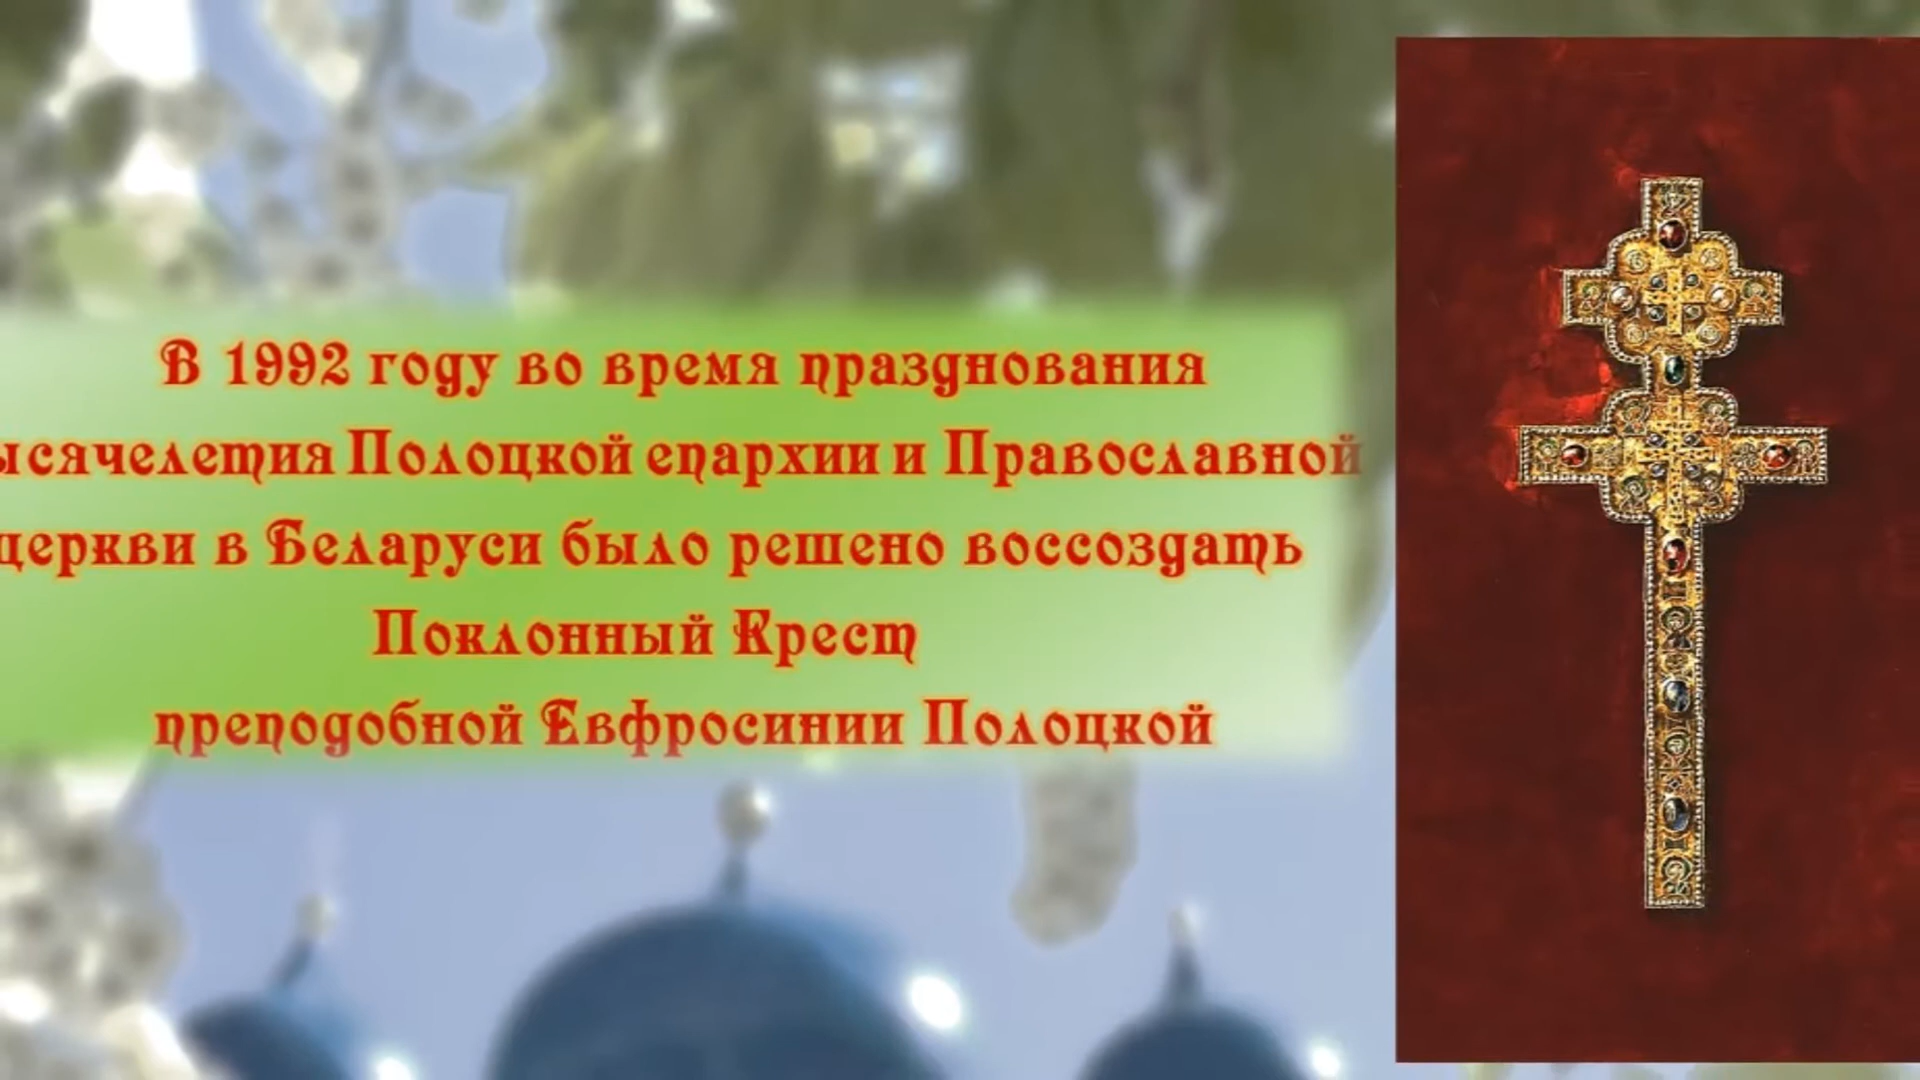 В 1992 году во время празднования
ысячелетия Полоцкой епархии и Православной
церкви в Беларуси было решено воссоздать
Поклонный Крест
преподобной Евфросинии Полоцкой